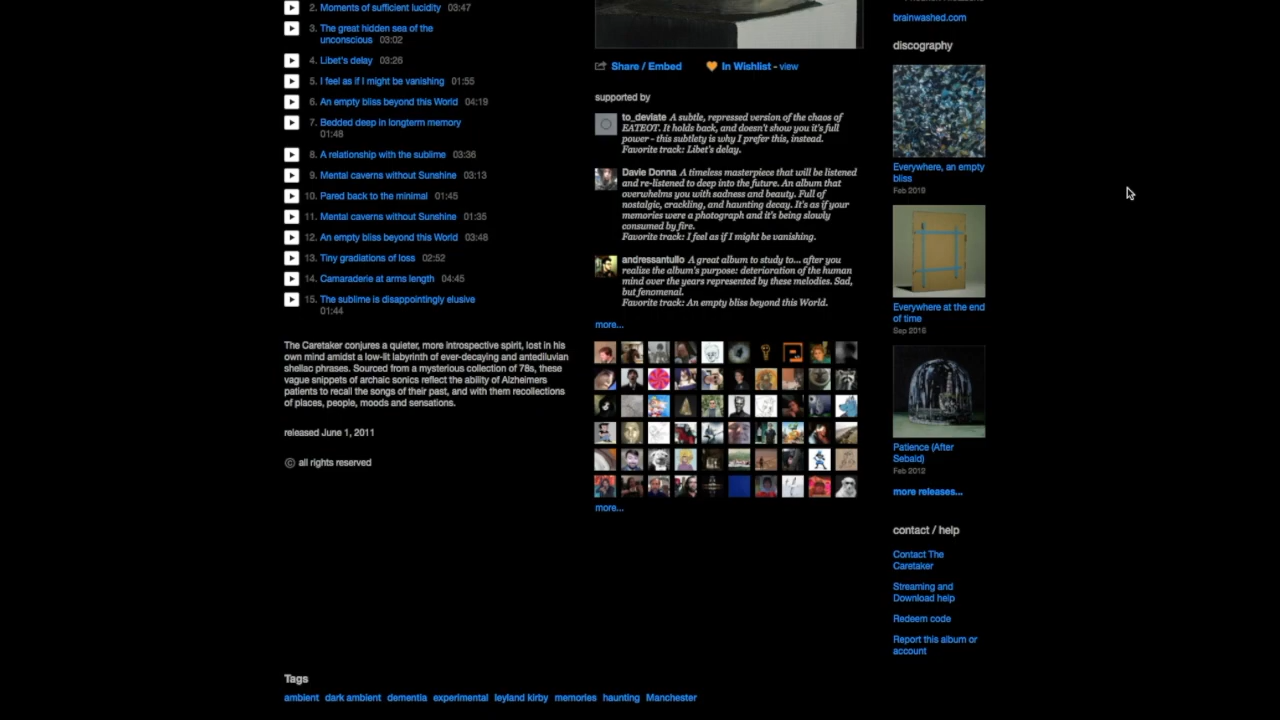 2. Moments of sufficient lucidity 03:47
3. The great hidden sea of the
unconscious 03:02
4. Libet's delay 03:26
5. I feel as if I might be vanishing 01:55
6. An empty bliss beyond this World 04:19
7. Bedded deep in longterm memory
01:48
8. A relationship with the sublime 03:36
9. Mental caverns without Sunshine 03:13
10. Pared back to the minimal 01:45
11. Mental caverns without Sunshine 01:35
12. An empty bliss beyond this World 03:48
13. Tiny gradiations of loss 02:52
14. Camaraderie at arms length 04:45
15. The sublime is disappointingly elusive
01:44
The Caretaker conjures a quieter, more introspective spirit, lost in his
own mind amidst a low-lit labyrinth of ever-decaying and antediluvian
shellac phrases. Sourced from a mysterious collection of 78s, these
vague snippets of archaic sonics reflect the ability of Alzheimers
patients to recall the songs of their past, and with them recollections
of places, people, moods and sensations.
released June 1, 2011
© all rights reserved
Share / Embed In Wishlist - view
supported by
to_deviate A subtle, repressed version of the chaos of
EATEOT. It holds back, and doesn't show you it's full
power - this subtlety is why I prefer this, instead.
Favorite track: Libet's delay.
Davie Donna A timeless masterpiece that will be listened
and re-listened to deep into the future. An album that
overwhelms you with sadness and beauty. Full of
nostalgic, crackling, and haunting decay. It's as if your
memories were a photograph and it's being slowly
consumed by fire.
Favorite track: I feel as if I might be vanishing.
andressantullo A great album to study to... after you
realize the album's purpose: deterioration of the human
mind over the years represented by these melodies. Sad,
but fenomenal.
Favorite track: An empty bliss beyond this World.
more...
more...
brainwashed.com
discography
Everywhere, an empty
bliss
Feb 2019
Everywhere at the end
of time
Sep 2016
Patience (After
Sebald)
Feb 2012
more releases...
contact / help
Contact The
Caretaker
Streaming and
Download help
Redeem code
Report this album or
account
Tags
ambient dark ambient dementia experimental leyland kirby memories haunting Manchester